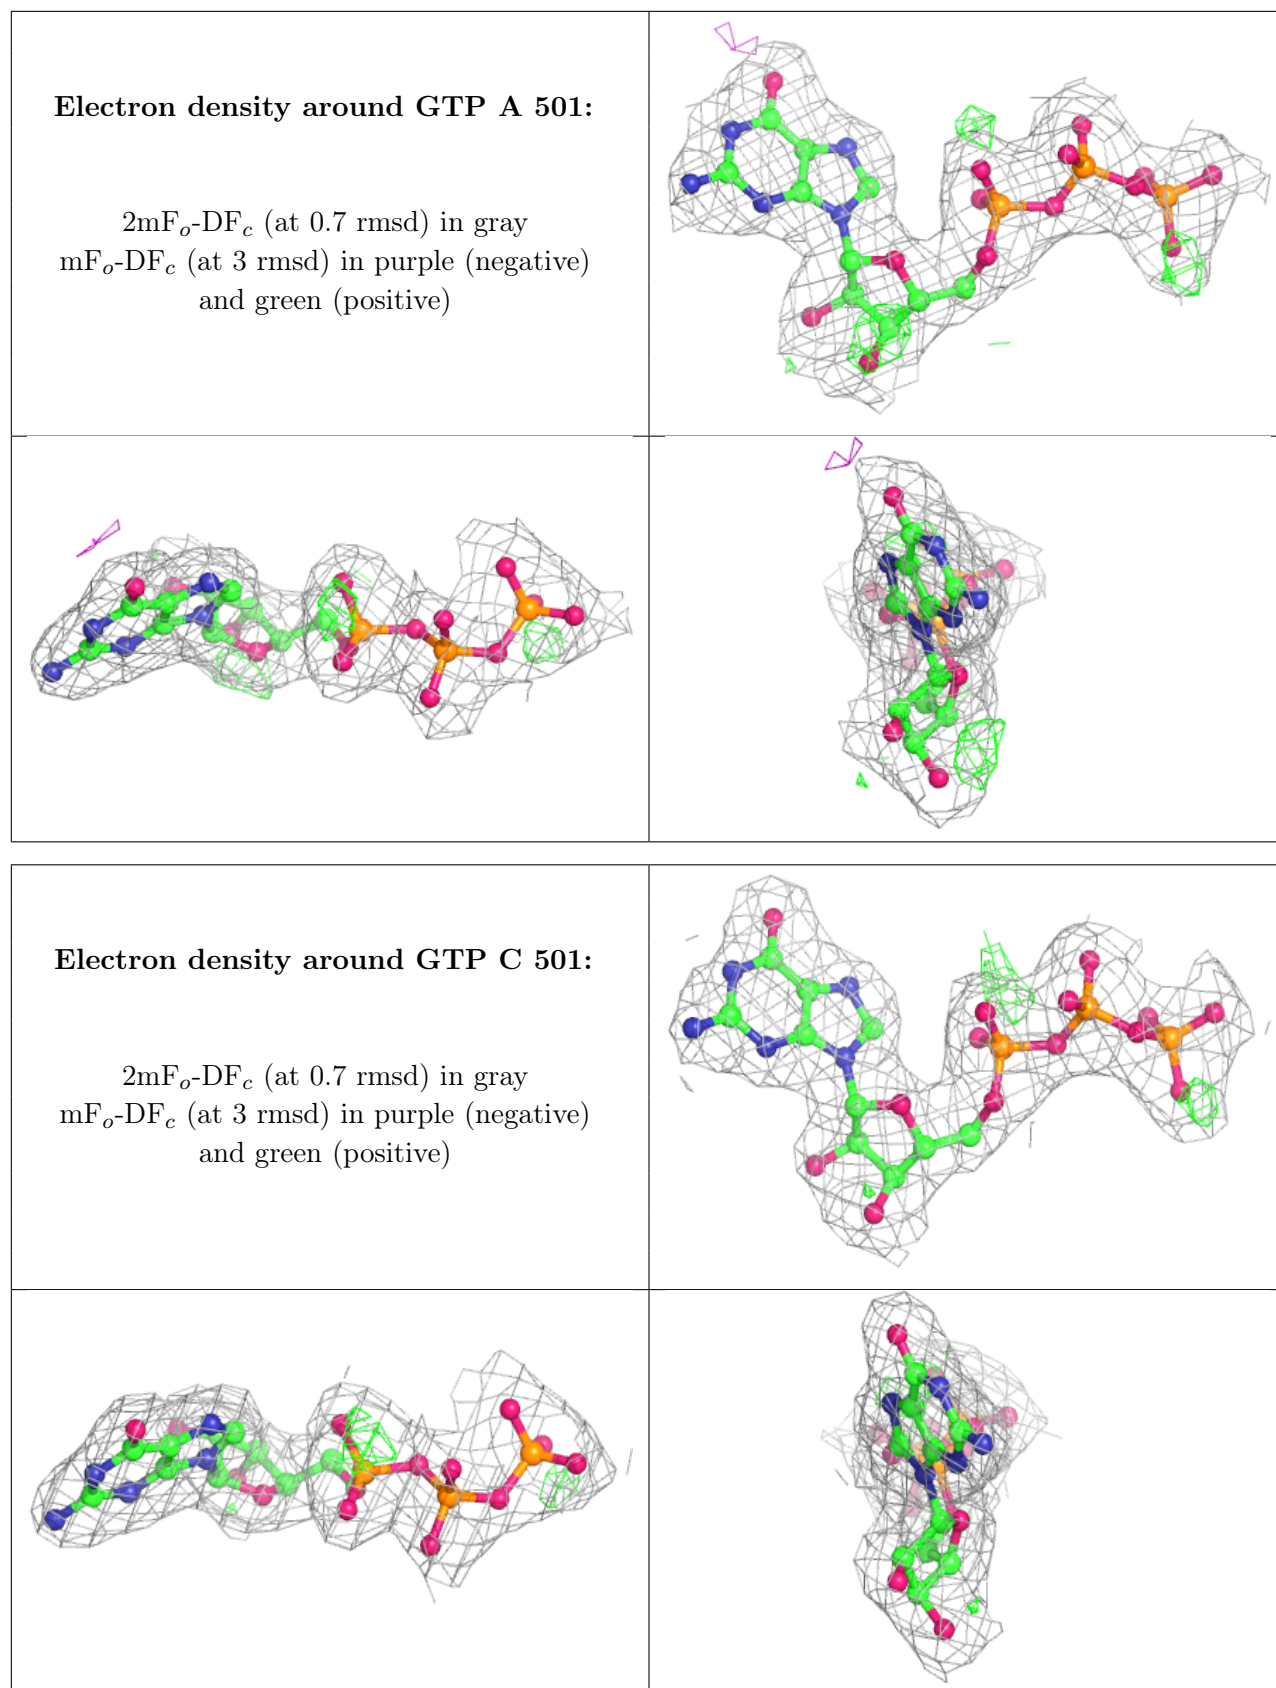 Electron density around GTP A 501:
2mFo-DFc (at 0.7 rmsd) in gray
mFo-DFc (at 3 rmsd) in purple (negative)
and green (positive)
Electron density around GTP C 501:
2mFo-DFc (at 0.7 rmsd) in gray
mFo-DFc (at 3 rmsd) in purple (negative)
and green (positive)